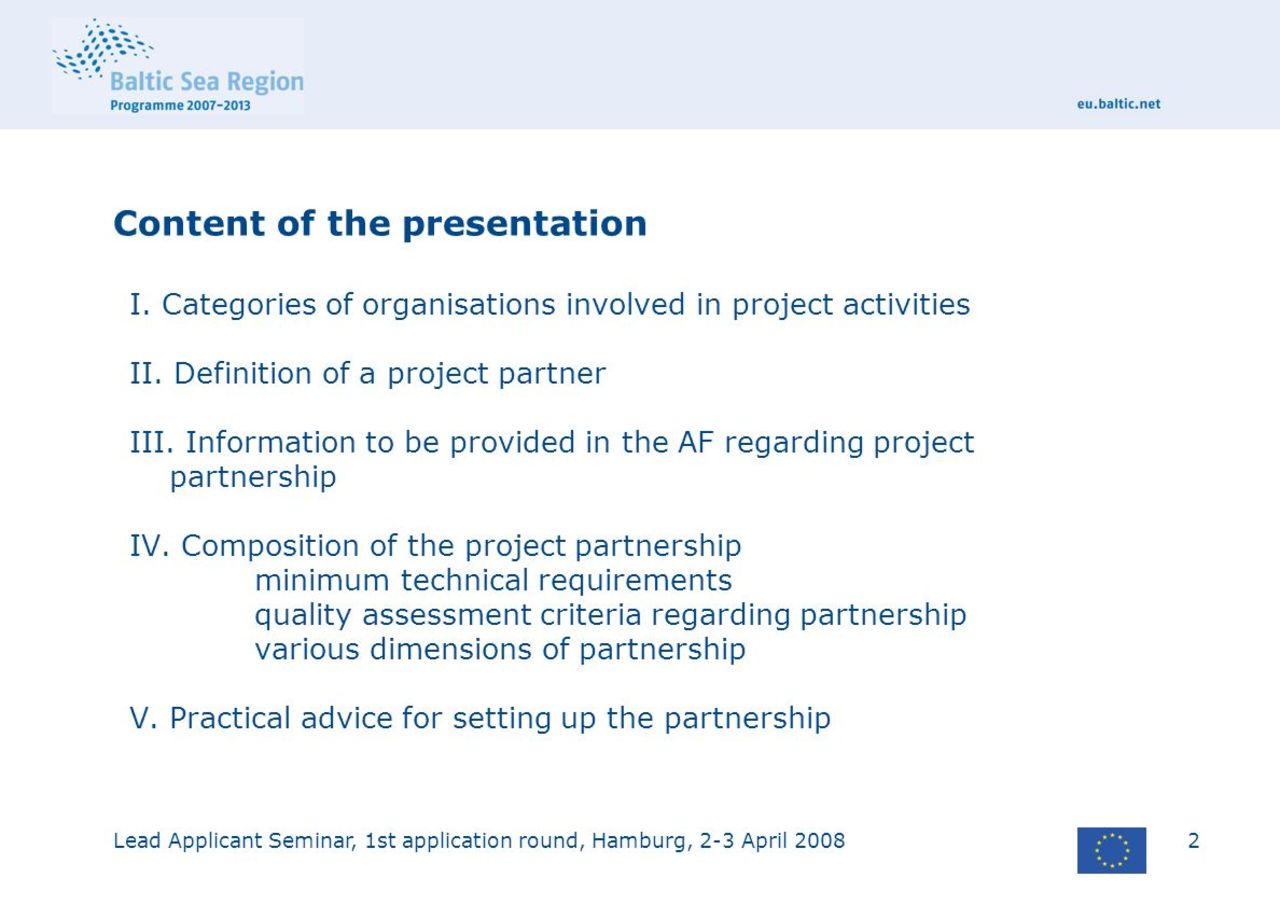 Baltic Sea Region
Programme 2007-2013
eu.baltic.net
Content of the presentation
I. Categories of organisations involved in project activities
II. Definition of a project partner
III. Information to be provided in the AF regarding project
partnership
IV. Composition of the project partnership
minimum technical requirements
quality assessment criteria regarding partnership
various dimensions of partnership
V. Practical advice for setting up the partnership
Lead Applicant Seminar, 1st application round, Hamburg, 2-3 April 2008
2